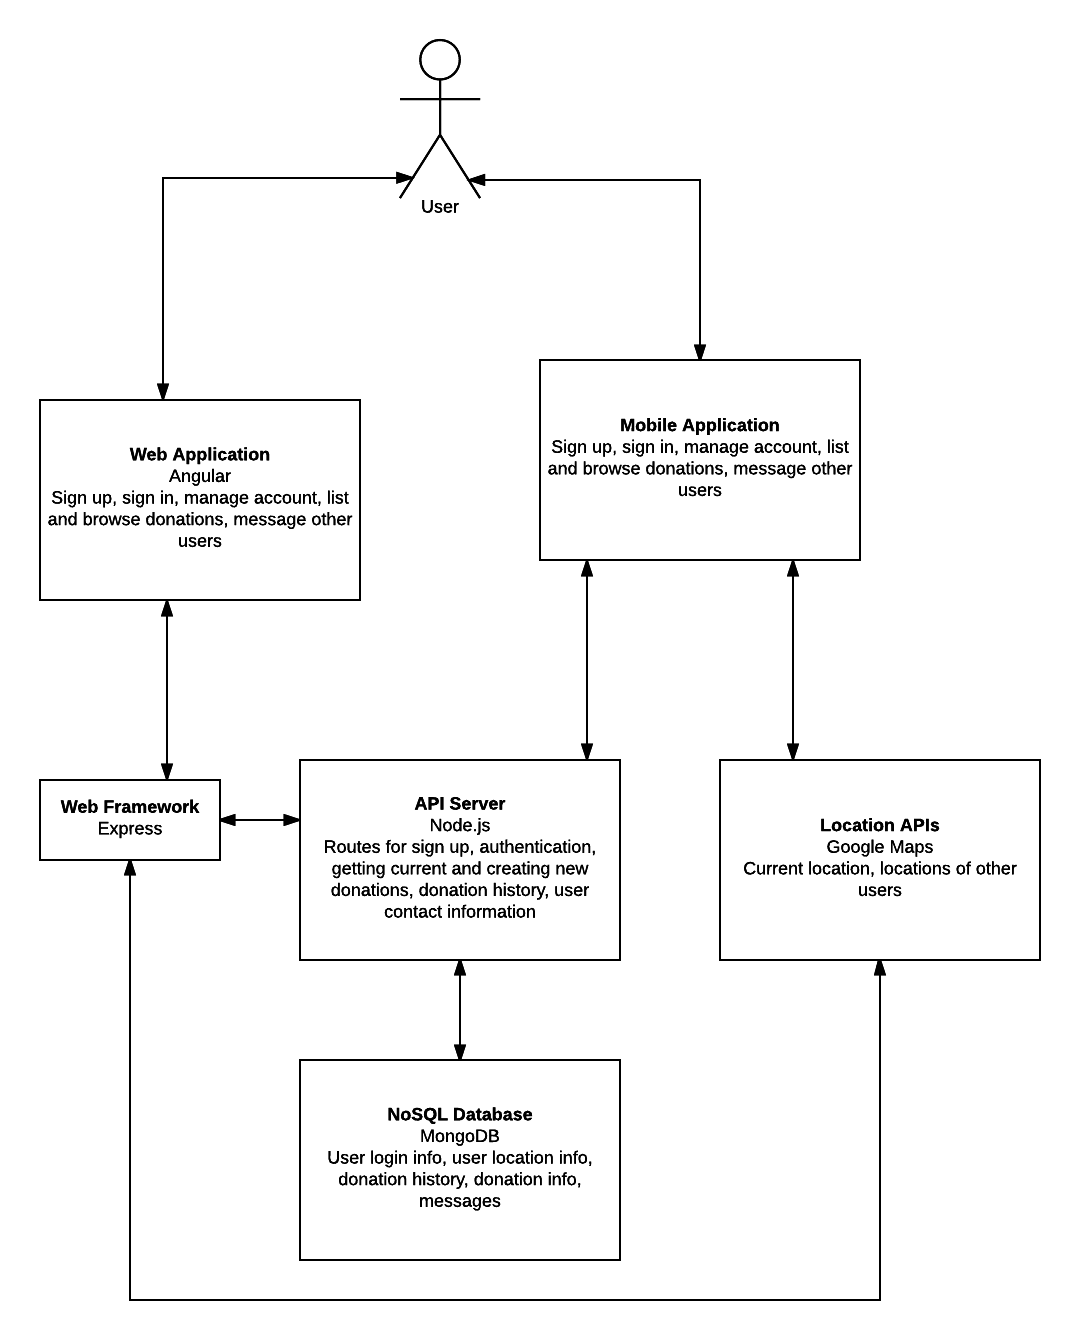 User
Mobile Application
Sign up, sign in, manage account, list
and browse donations, message other
users
Web Application
Angular
Sign up, sign in, manage account, list
and browse donations, message other
users
Web Framework
Express
API Server
Node.js
Routes for sign up, authentication,
getting current and creating new
donations, donation history, user
contact information
Location APIs
Google Maps
Current location, locations of other
users
NoSQL Database
MongoDB
User login info, user location info,
donation history, donation info,
messages